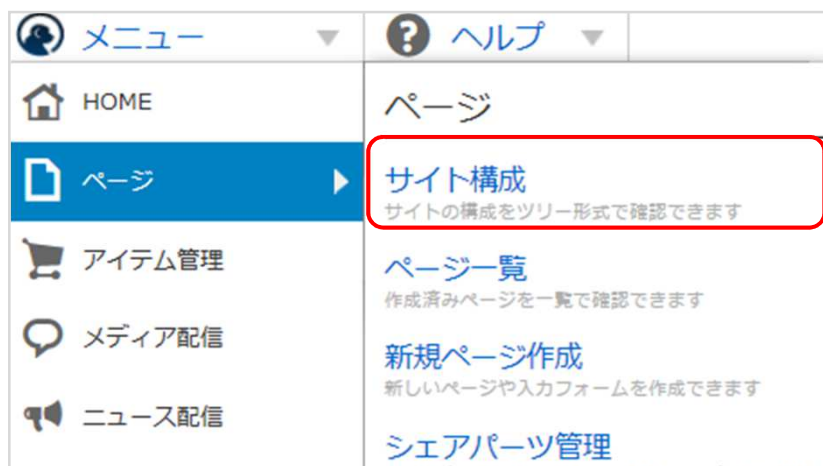 メニュー
ヘルプ
HOME
ページ
アイテム管理
メディア配信
ニュース配信
ページ
サイト構成
サイトの構成をツリー形式で確認できます
ページ一覧
作成済みページを一覧で確認できます
新規ページ作成
新しいページや入力フォームを作成できます
シェアパーツ管理